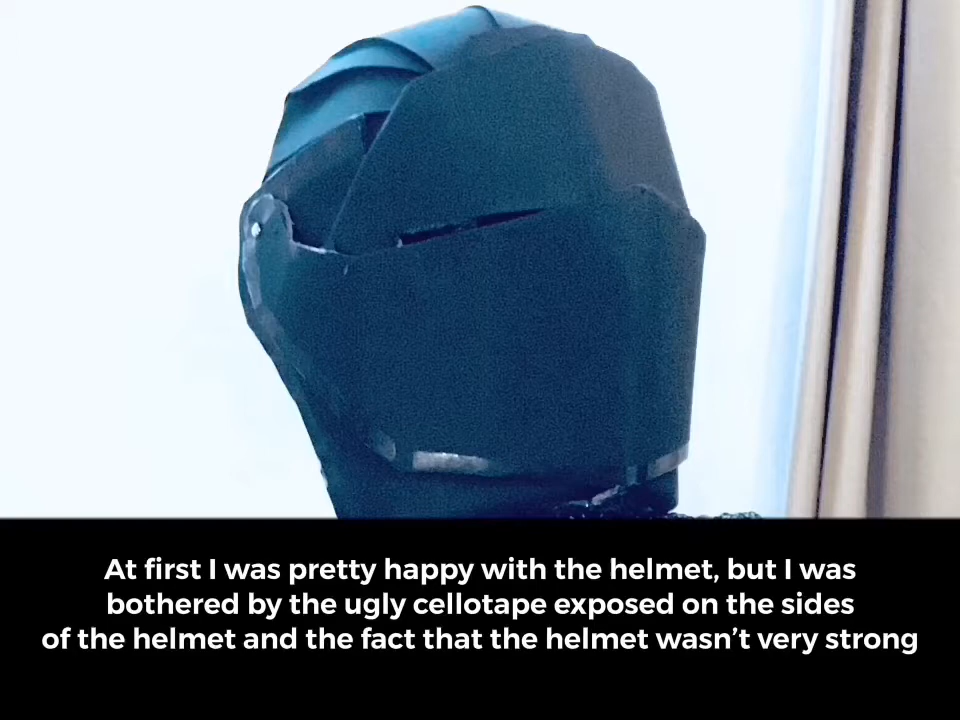 At first I was pretty happy with the helmet, but I was
bothered by the ugly cellotape exposed on the sides
of the helmet and the fact that the helmet wasn’t very strong